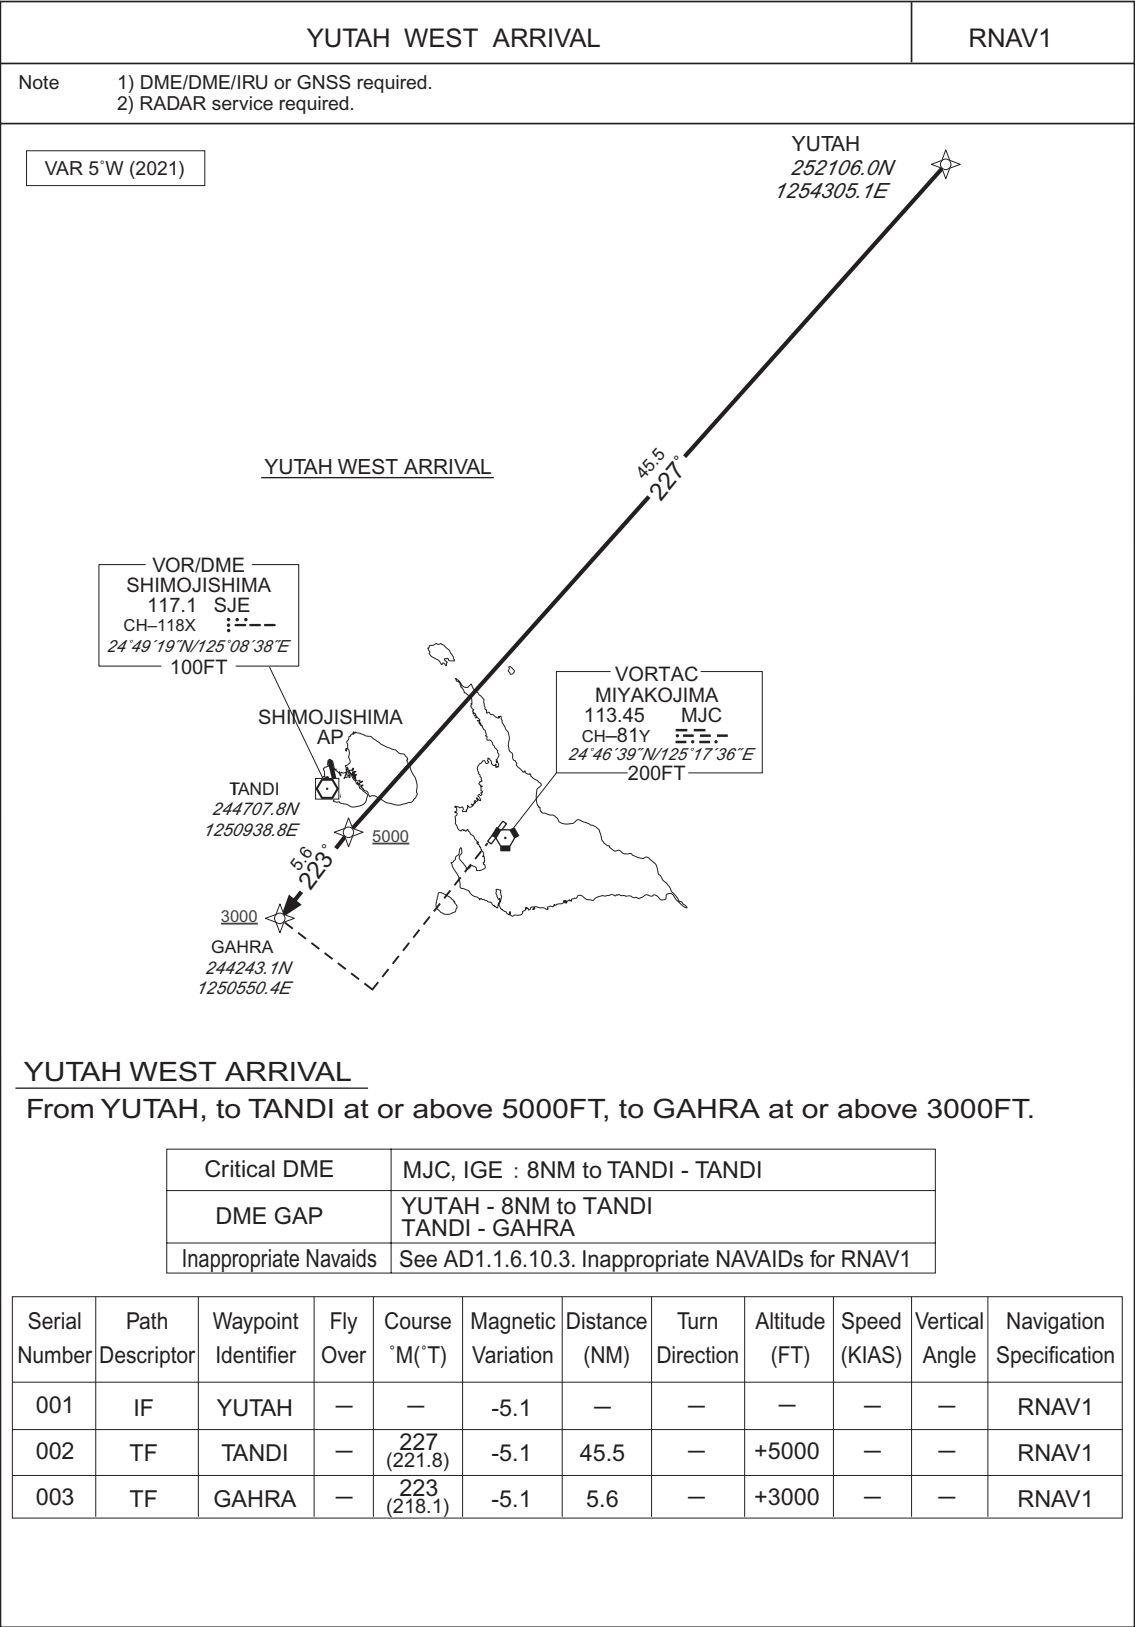 YUTAH WEST ARRIVAL
RNAV1
Note 1) DME/DME/IRU or GNSS required.
2) RADAR service required.
VAR 5˚W (2021)
YUTAH
252106.0N
1254305.1E
45.5
227˚
YUTAH WEST ARRIVAL
VOR/DME
SHIMOJISHIMA
117.1 SJE
CH–118X
24˚49´19˝N/125˚08´38˝E
100FT
VORTAC
MIYAKOJIMA
113.45 MJC
CH–81Y
24˚46´39˝N/125˚17´36˝E
200FT
SHIMOJISHIMA
AP
TANDI
244707.8N
1250938.8E
5000
5.6
223˚
3000
GAHRA
244243.1N
1250550.4E
YUTAH WEST ARRIVAL
From YUTAH, to TANDI at or above 5000FT, to GAHRA at or above 3000FT.
Critical DME MJC, IGE : 8NM to TANDI - TANDI
DME GAP YUTAH - 8NM to TANDI
TANDI - GAHRA
Inappropriate Navaids See AD1.1.6.10.3. Inappropriate NAVAIDs for RNAV1
Serial Path Waypoint Fly Course Magnetic Distance Turn Altitude Speed Vertical Navigation
Number Descriptor Identifier Over ˚M(˚T) Variation (NM) Direction (FT) (KIAS) Angle Specification
001 IF YUTAH – – -5.1 – – – – – RNAV1
002 TF TANDI – 227 (221.8) -5.1 45.5 – +5000 – – RNAV1
003 TF GAHRA – 223 (218.1) -5.1 5.6 – +3000 – – RNAV1